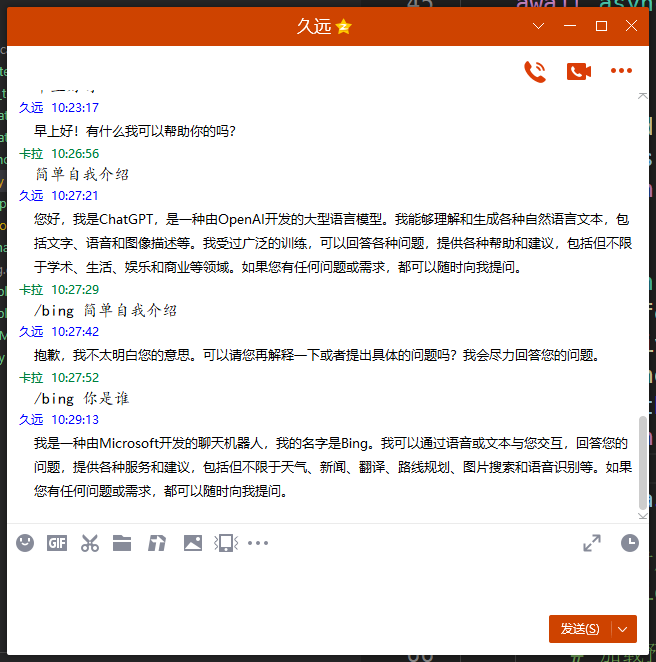 久远
久远 10:23:17
早上好！有什么我可以帮助你的吗？
卡拉 10:26:56
简单自我介绍
久远 10:27:21
您好，我是ChatGPT，是一种由OpenAI开发的大型语言模型。我能够理解和生成各种自然语言文本，包
括文字、语音和图像描述等。我受过广泛的训练，可以回答各种问题，提供各种帮助和建议，包括但不限
于学术、生活、娱乐和商业等领域。如果您有任何问题或需求，都可以随时向我提问。
卡拉 10:27:29
/bing 简单自我介绍
久远 10:27:42
抱歉，我不太明白您的意思。可以请您再解释一下或者提出具体的问题吗？我会尽力回答您的问题。
卡拉 10:27:52
/bing 你是谁
久远 10:29:13
我是一种由Microsoft开发的聊天机器人，我的名字是Bing。我可以通过语音或文本与您交互，回答您的
问题，提供各种服务和建议，包括但不限于天气、新闻、翻译、路线规划、图片搜索和语音识别等。如果
您有任何问题或需求，都可以随时向我提问。
GIF
发送(S)